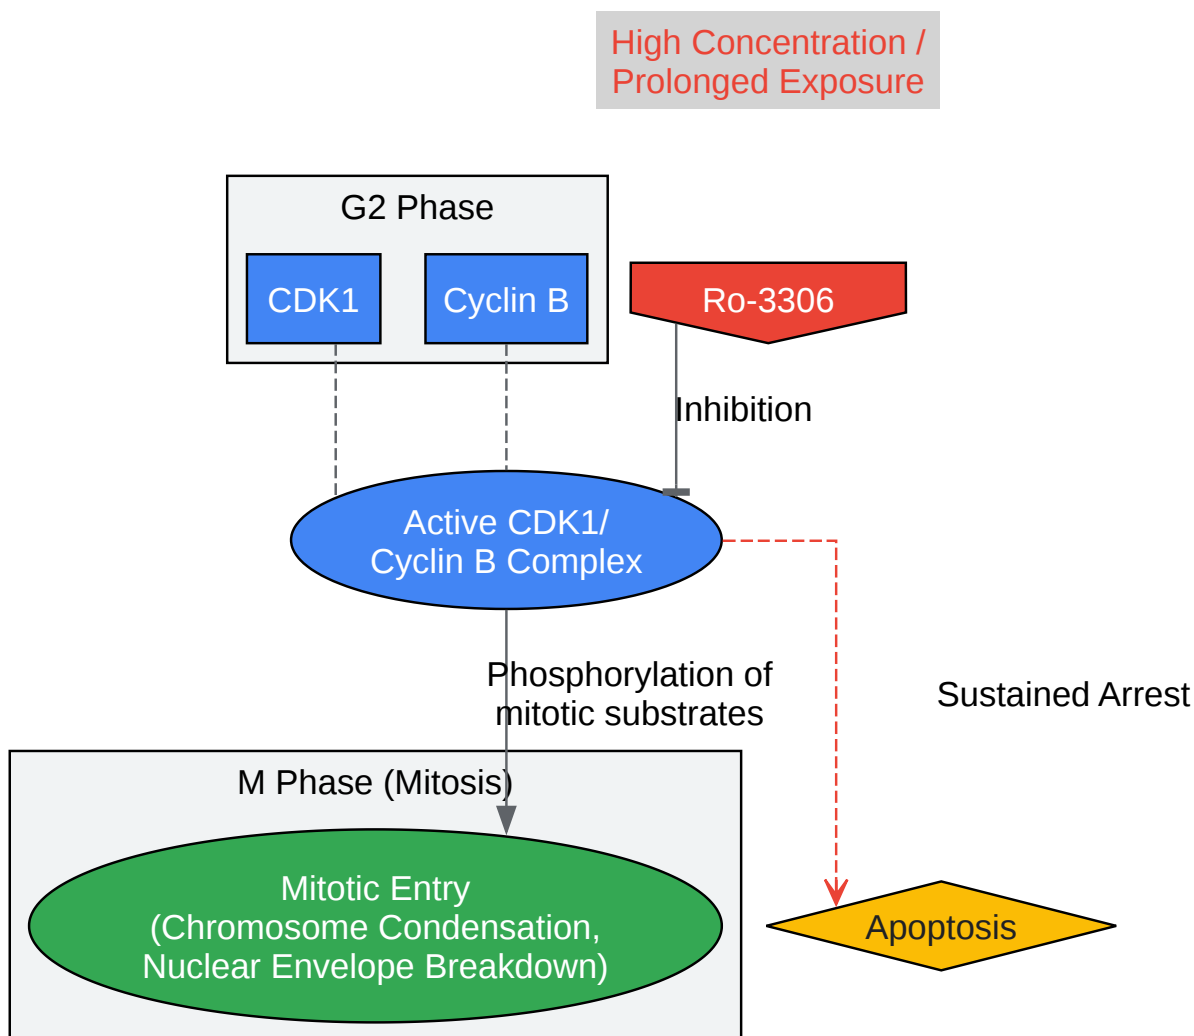 High Concentration /
Prolonged Exposure
G2 Phase
CDK1
Cyclin B
Ro-3306
Inhibition
Active CDK1/
Cyclin B Complex
Phosphorylation of
mitotic substrates
Sustained Arrest
M Phase (Mitosis)
Mitotic Entry
(Chromosome Condensation,
Nuclear Envelope Breakdown)
Apoptosis